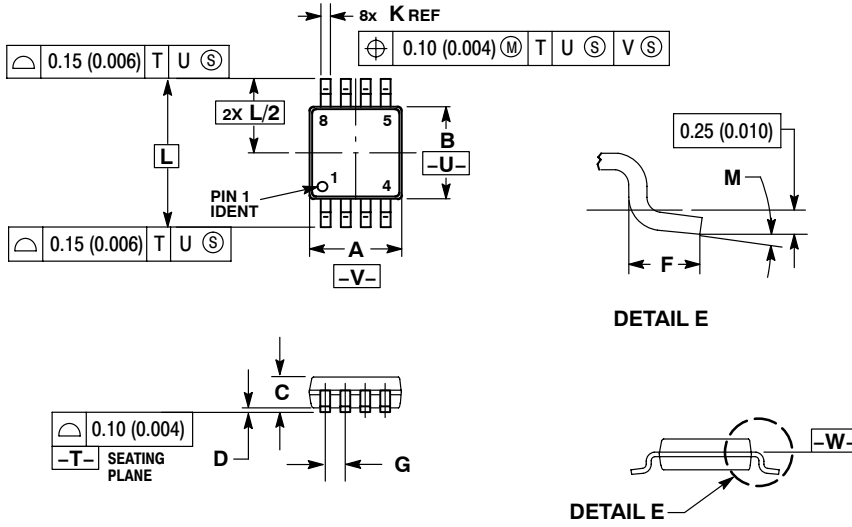 8x K REF
⌖ 0.10 (0.004) Ⓜ T U Ⓢ V Ⓢ
⌓ 0.15 (0.006) T U Ⓢ
2X L/2
8 5
B
-U-
L
1
4
PIN 1
IDENT
⌓ 0.15 (0.006) T U Ⓢ
A
-V-
0.25 (0.010)
M
F
DETAIL E
C
⌓ 0.10 (0.004)
-T- SEATING
PLANE
D
G
-W-
DETAIL E